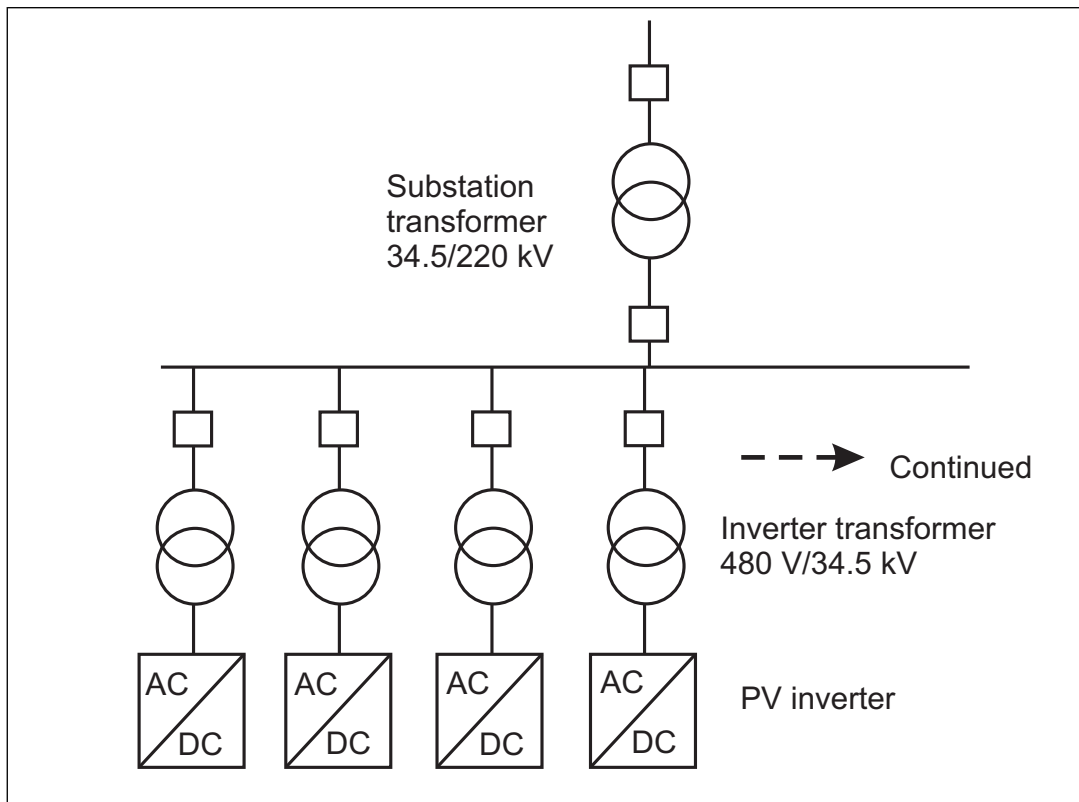 Substation
transformer
34.5/220 kV
Continued
Inverter transformer
480 V/34.5 kV
AC
DC
AC
DC
AC
DC
AC
DC
PV inverter